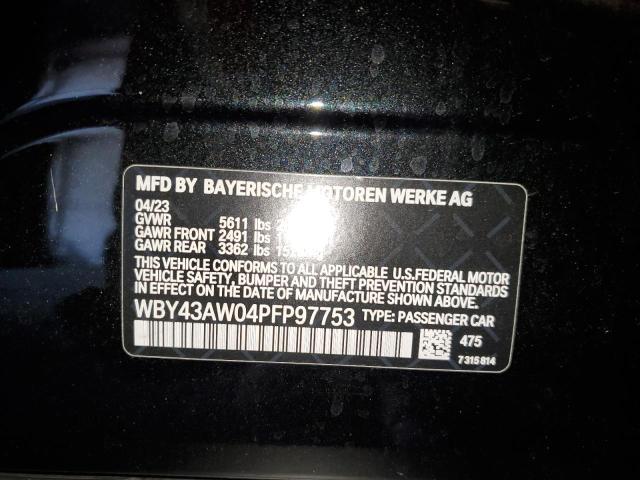 MFD BY BAYERISCHE MOTOREN WERKE AG
04/23
GVWR 5611 lbs
GAWR FRONT 2491 lbs
GAWR REAR 3362 lbs
THIS VEHICLE CONFORMS TO ALL APPLICABLE U.S.FEDERAL MOTOR
VEHICLE SAFETY, BUMPER AND THEFT PREVENTION STANDARDS
IN EFFECT ON THE DATE OF MANUFACTURE SHOWN ABOVE.
WBY43AW04PFP97753 TYPE: PASSENGER CAR
475
7315814